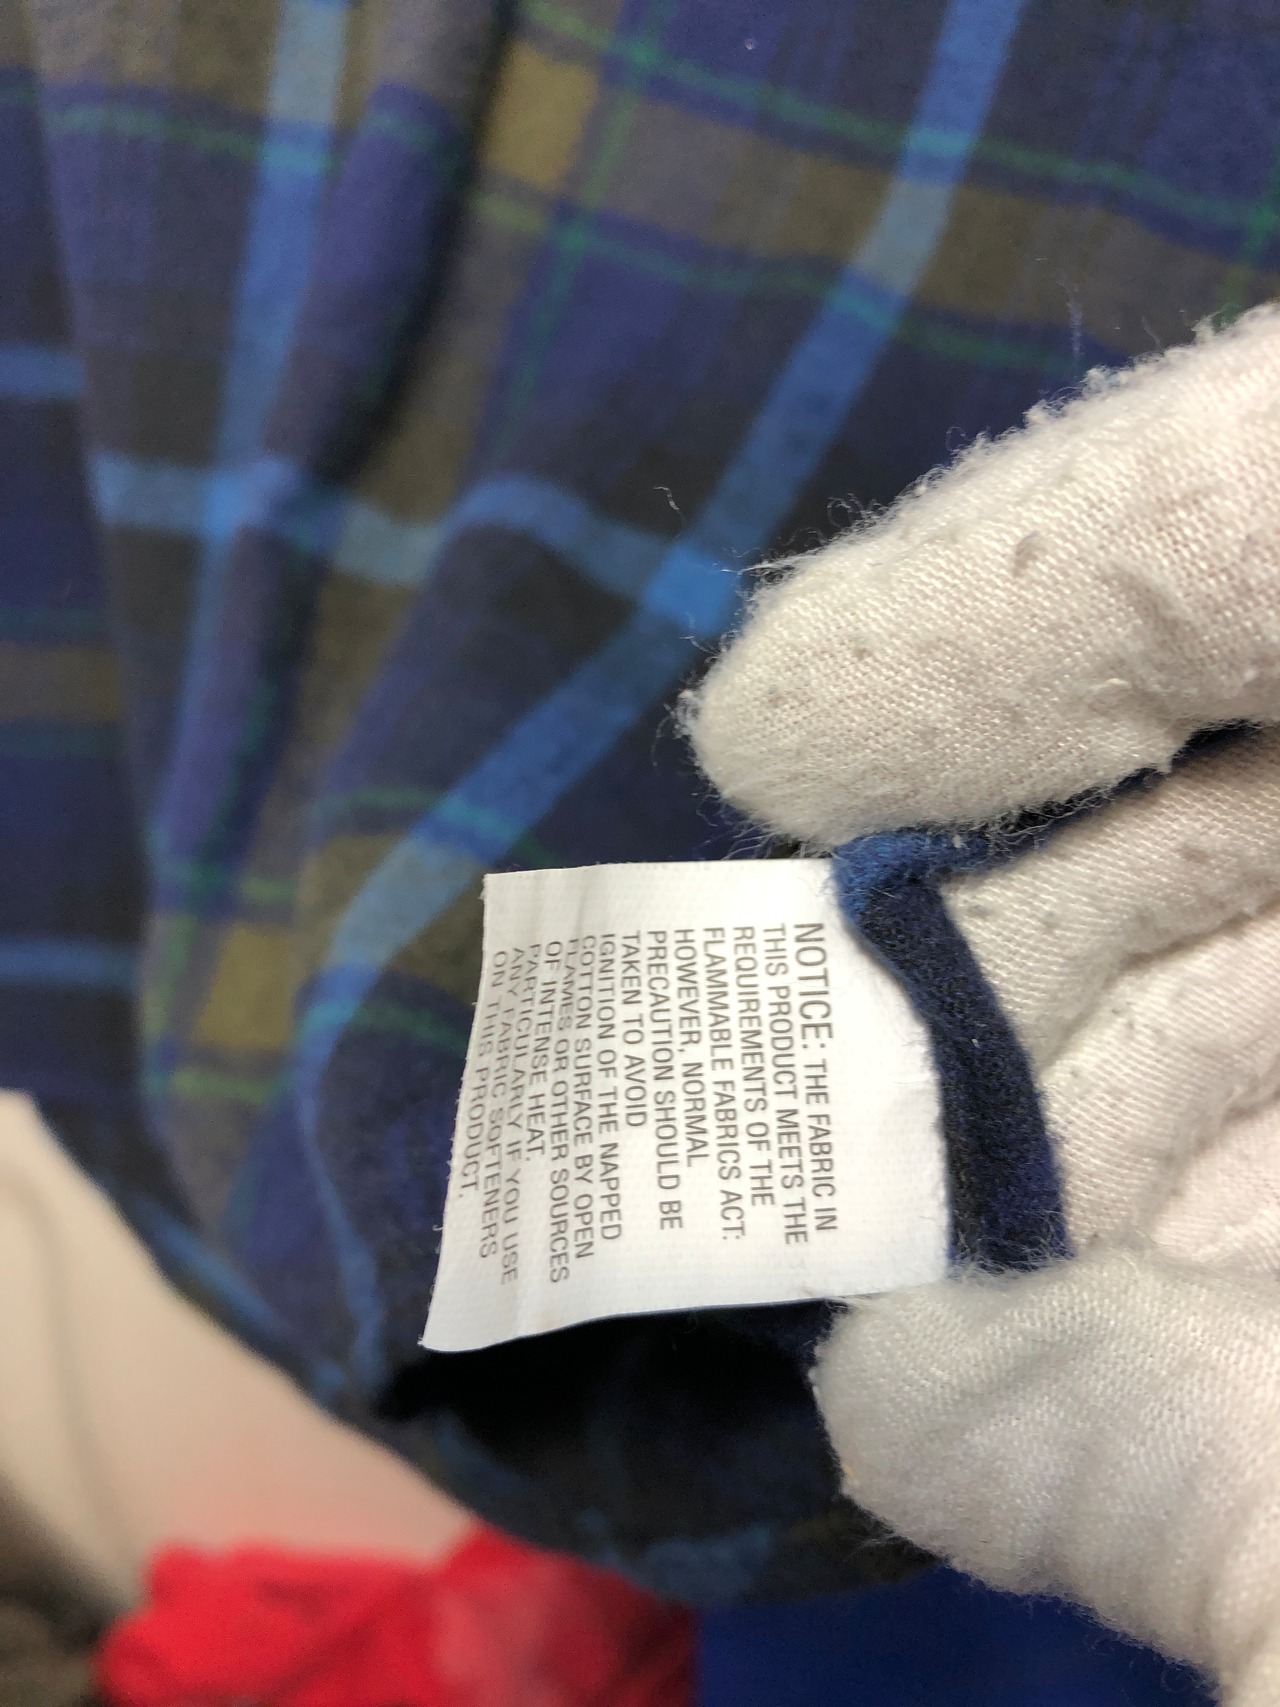 NOTICE: THE FABRIC IN
THIS PRODUCT MEETS THE
REQUIREMENTS OF THE
FLAMMABLE FABRICS ACT:
HOWEVER, NORMAL
PRECAUTION SHOULD BE
TAKEN TO AVOID
IGNITION OF THE NAPPED
COTTON SURFACE BY OPEN
FLAMES OR OTHER SOURCES
OF INTENSE HEAT,
PARTICULARLY IF YOU USE
ANY FABRIC SOFTENERS
ON THIS PRODUCT.